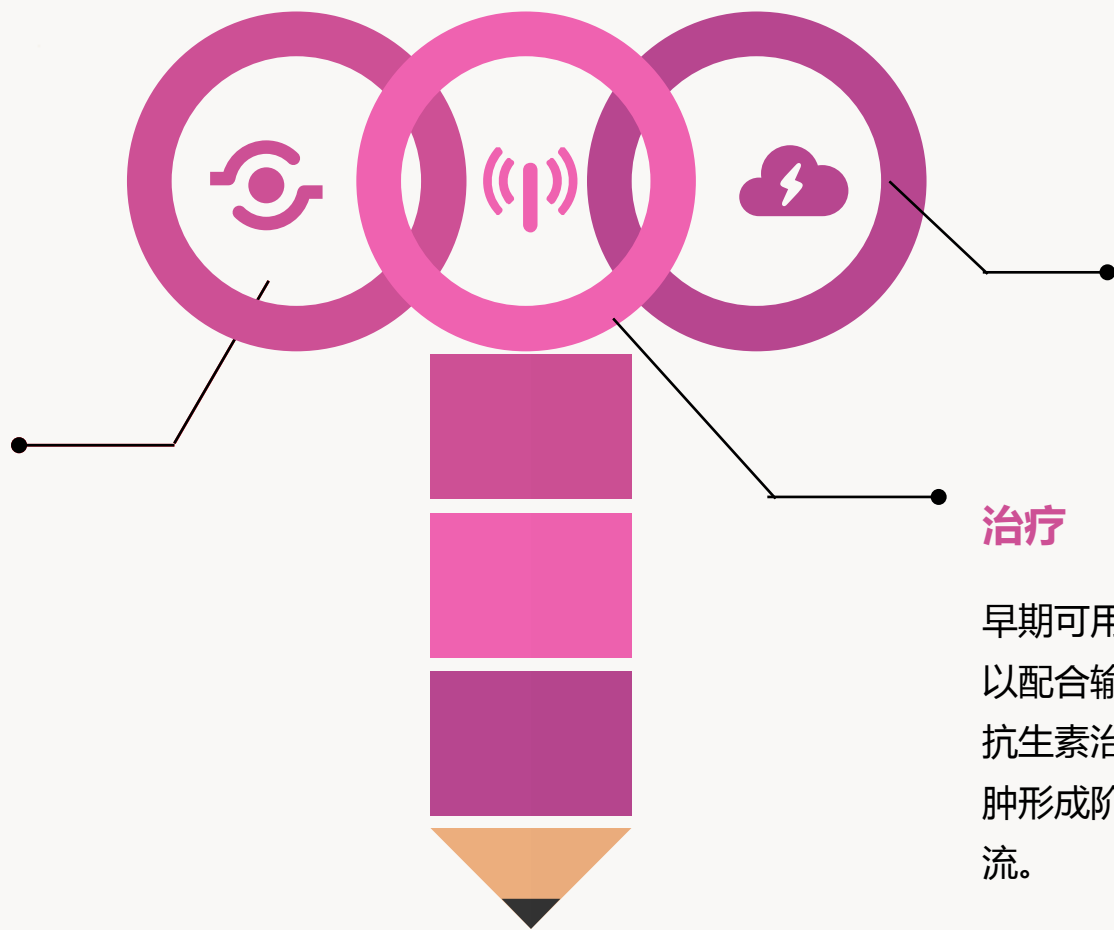 治疗
早期可用
以配合输
抗生素治
肿形成阶
流。